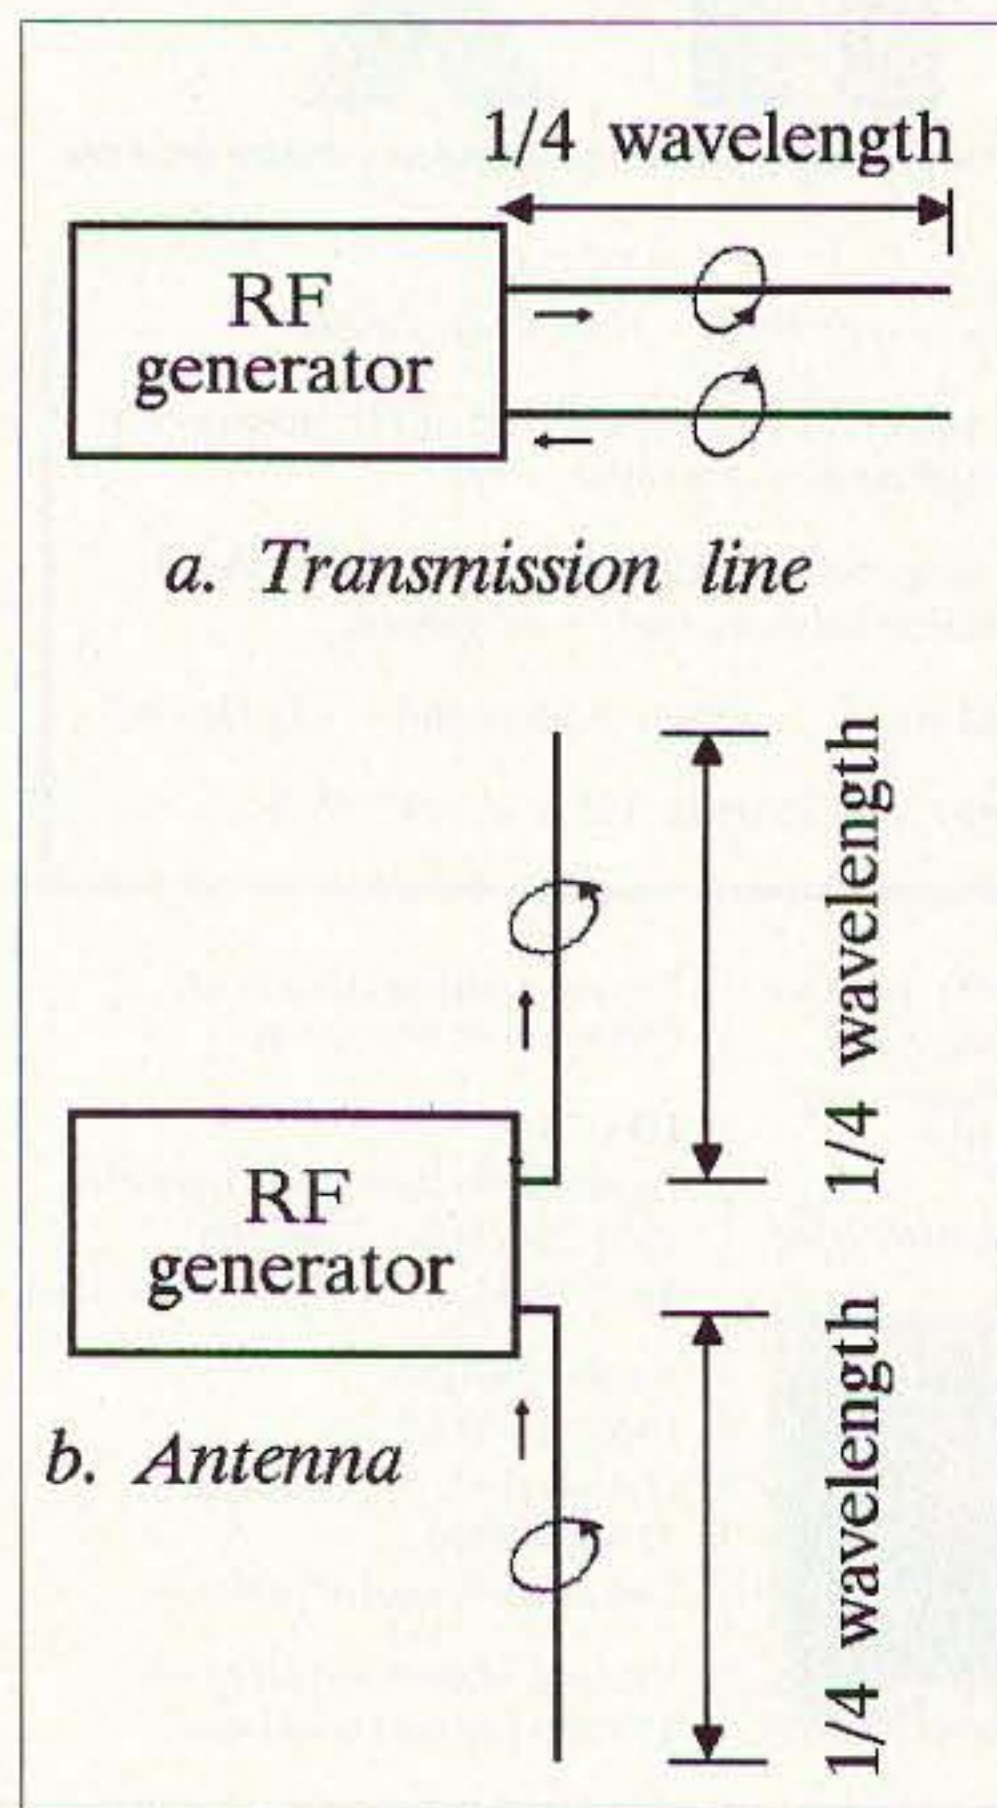 1/4 wavelength
RF
generator
a. Transmission line
1/4 wavelength
RF
generator
b. Antenna
1/4 wavelength